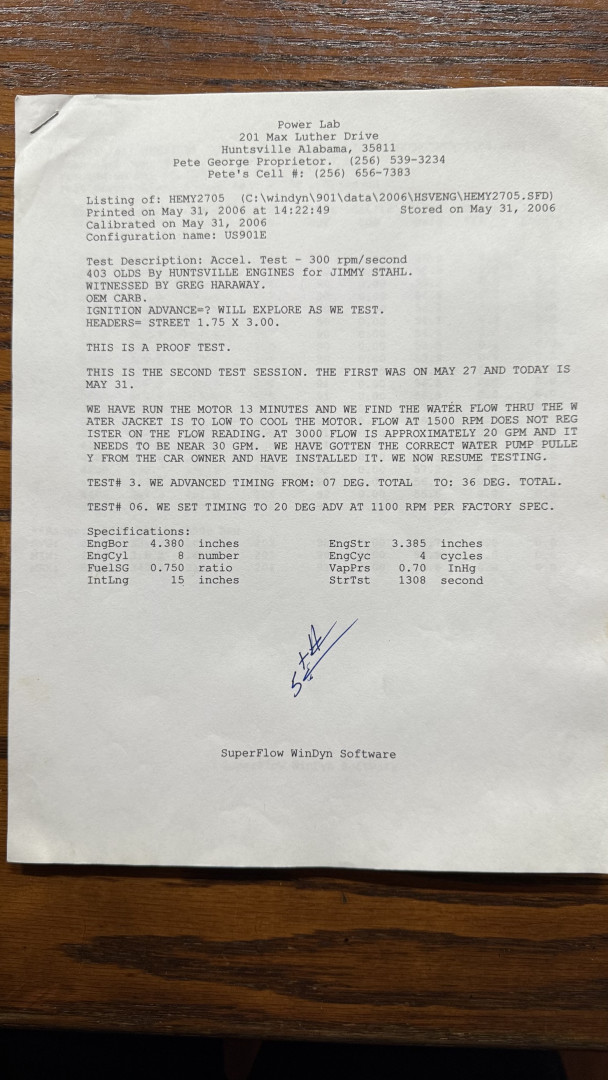 Power Lab
201 Max Luther Drive
Huntsville Alabama, 35811
Pete George Proprietor. (256) 539-3234
Pete's Cell #: (256) 656-7383
Listing of: HEMY2705 (C:\windyn\901\data\2006\HSVENG\HEMY2705.SFD)
Printed on May 31, 2006 at 14:22:49 Stored on May 31, 2006
Calibrated on May 31, 2006
Configuration name: US901E
Test Description: Accel. Test - 300 rpm/second
403 OLDS By HUNTSVILLE ENGINES for JIMMY STAHL.
WITNESSED BY GREG HARAWAY.
OEM CARB.
IGNITION ADVANCE=? WILL EXPLORE AS WE TEST.
HEADERS= STREET 1.75 X 3.00.
THIS IS A PROOF TEST.
THIS IS THE SECOND TEST SESSION. THE FIRST WAS ON MAY 27 AND TODAY IS
MAY 31.
WE HAVE RUN THE MOTOR 13 MINUTES AND WE FIND THE WATER FLOW THRU THE W
ATER JACKET IS TO LOW TO COOL THE MOTOR. FLOW AT 1500 RPM DOES NOT REG
ISTER ON THE FLOW READING. AT 3000 FLOW IS APPROXIMATELY 20 GPM AND IT
NEEDS TO BE NEAR 30 GPM. WE HAVE GOTTEN THE CORRECT WATER PUMP PULLE
Y FROM THE CAR OWNER AND HAVE INSTALLED IT. WE NOW RESUME TESTING.
TEST# 3. WE ADVANCED TIMING FROM: 07 DEG. TOTAL TO: 36 DEG. TOTAL.
TEST# 06. WE SET TIMING TO 20 DEG ADV AT 1100 RPM PER FACTORY SPEC.
Specifications:
EngBor 4.380 inches EngStr 3.385 inches
EngCyl 8 number EngCyc 4 cycles
FuelSG 0.750 ratio VapPrs 0.70 InHg
IntLng 15 inches StrTst 1308 second
SuperFlow WinDyn Software